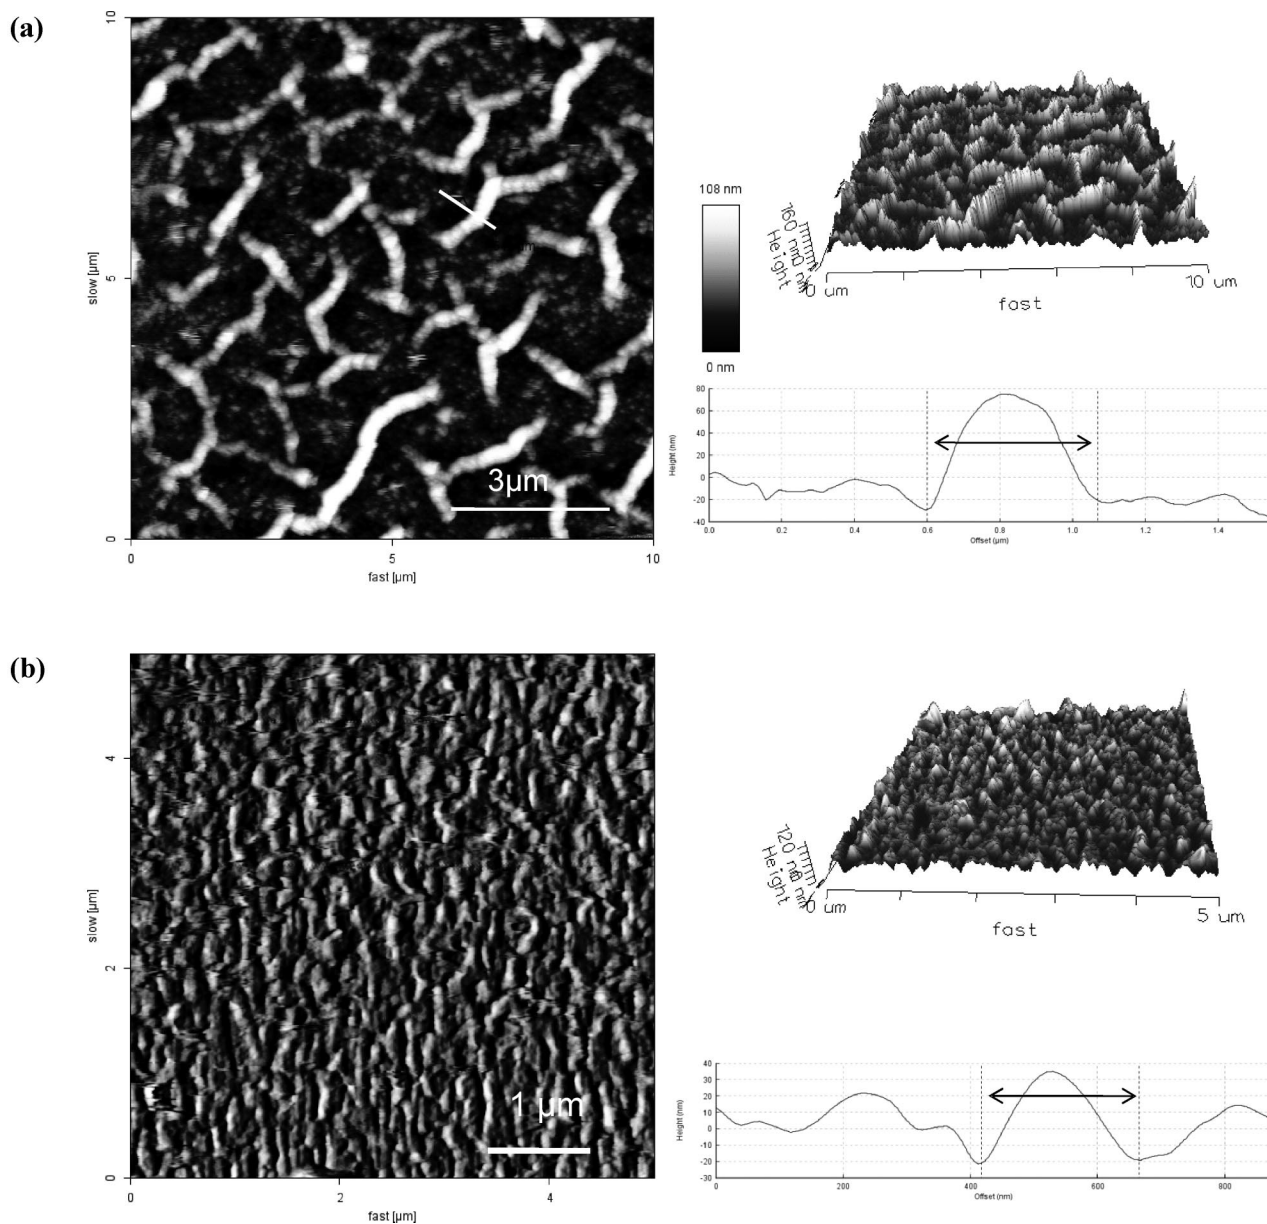 (a)
10
5
0
slow [µm]
3µm
0
5
10
fast [µm]
108 nm
0 nm
160 nm
0 nm
Height
0 um
10 um
fast
80
60
40
20
0
-20
-40
Height (nm)
0.0
0.2
0.4
0.6
0.8
1.0
1.2
1.4
Offset (µm)
(b)
4
2
0
slow [µm]
1 µm
0
2
4
fast [µm]
120 nm
Height
0 um
5 um
fast
40
30
20
10
0
-10
-20
-30
Height (nm)
0
200
400
600
800
Offset (nm)